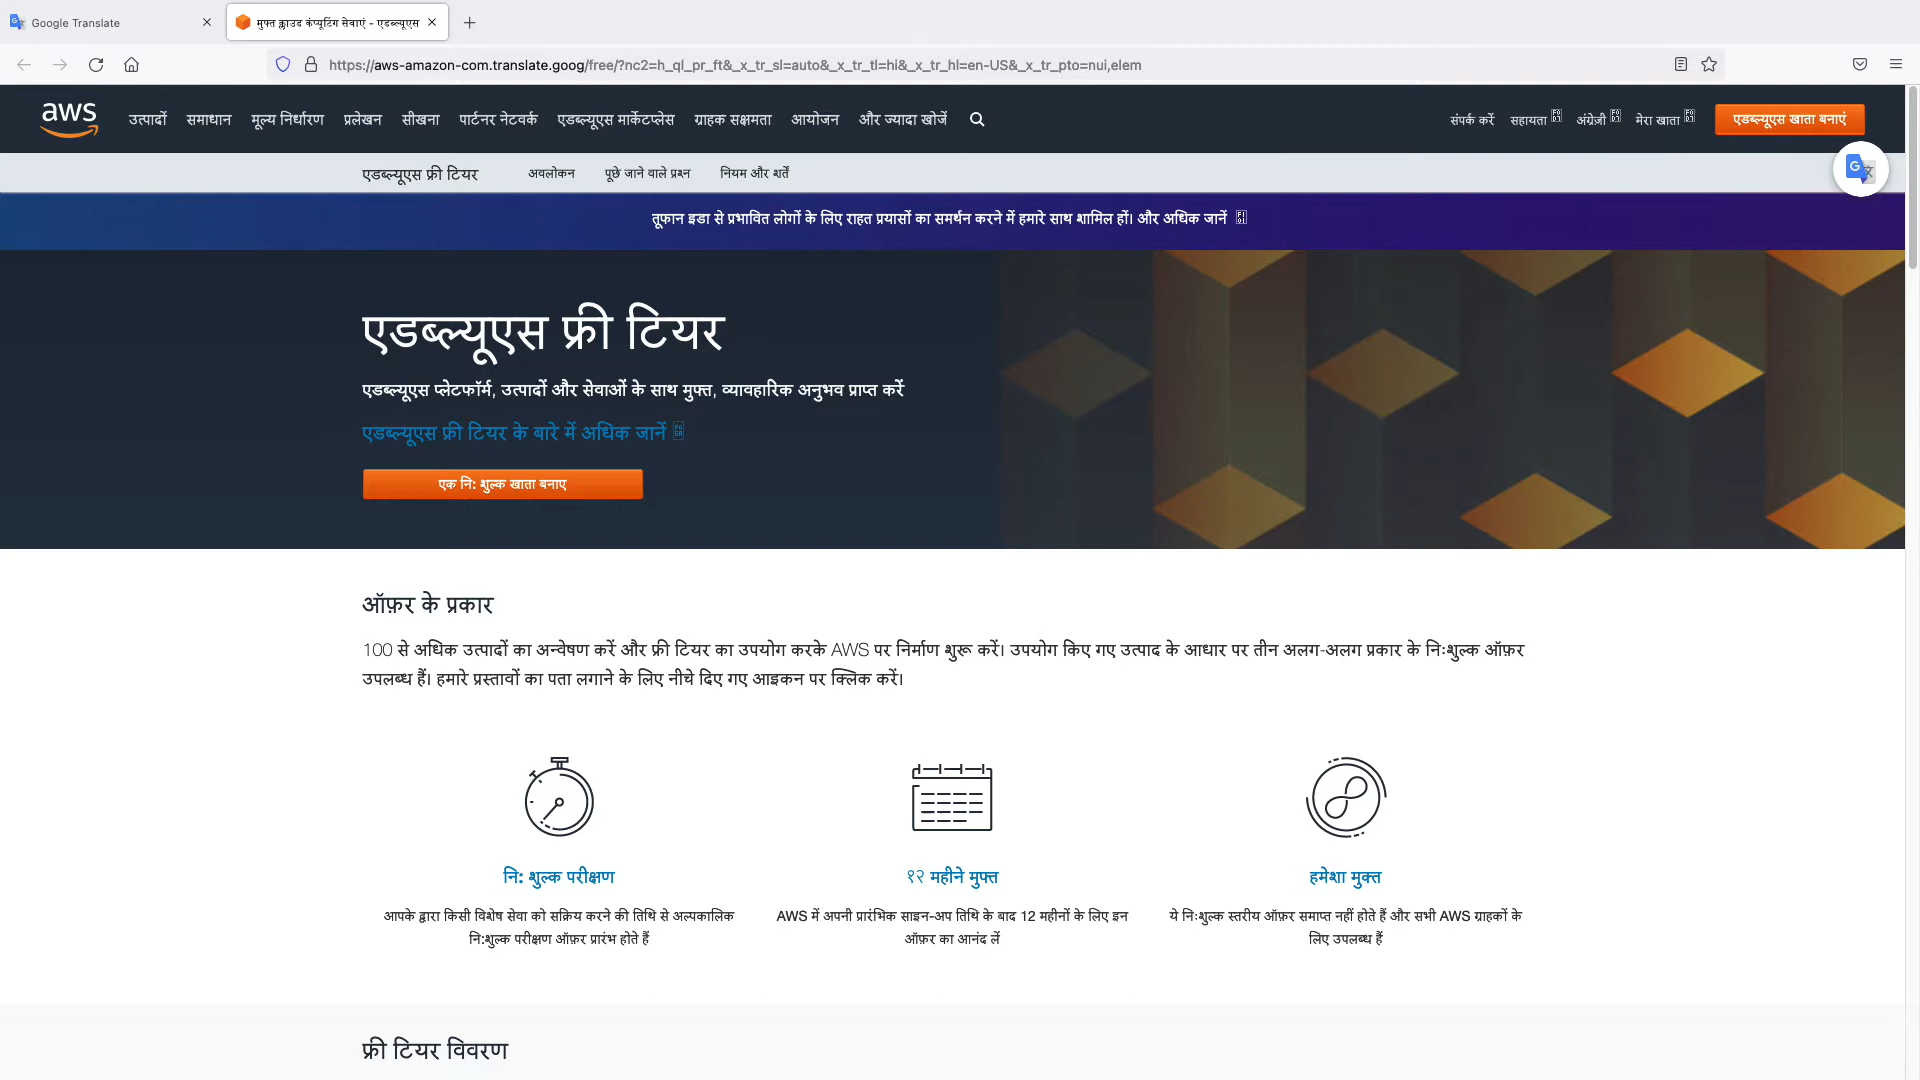 Google Translate
मुफ्त क्लाउड कंप्यूटिंग सेवाएं - एडब्ल्यूएस
https://aws-amazon-com.translate.goog/free/?nc2=h_ql_pr_ft&_x_tr_sl=auto&_x_tr_tl=hi&_x_tr_hl=en-US&_x_tr_pto=nui,elem
aws उत्पादों समाधान मूल्य निर्धारण प्रलेखन सीखना पार्टनर नेटवर्क एडब्ल्यूएस मार्केटप्लेस ग्राहक सक्षमता आयोजन और ज्यादा खोजें संपर्क करें सहायता अंग्रेज़ी मेरा खाता एडब्ल्यूएस खाता बनाएं
एडब्ल्यूएस फ्री टियर अवलोकन पूछे जाने वाले प्रश्न नियम और शर्तें
तूफान इडा से प्रभावित लोगों के लिए राहत प्रयासों का समर्थन करने में हमारे साथ शामिल हों। और अधिक जानें
एडब्ल्यूएस फ्री टियर
एडब्ल्यूएस प्लेटफॉर्म, उत्पादों और सेवाओं के साथ मुफ्त, व्यावहारिक अनुभव प्राप्त करें
एडब्ल्यूएस फ्री टियर के बारे में अधिक जानें
एक नि: शुल्क खाता बनाए
ऑफ़र के प्रकार
100 से अधिक उत्पादों का अन्वेषण करें और फ्री टियर का उपयोग करके AWS पर निर्माण शुरू करें। उपयोग किए गए उत्पाद के आधार पर तीन अलग-अलग प्रकार के निःशुल्क ऑफ़र
उपलब्ध हैं। हमारे प्रस्तावों का पता लगाने के लिए नीचे दिए गए आइकन पर क्लिक करें।
नि: शुल्क परीक्षण
आपके द्वारा किसी विशेष सेवा को सक्रिय करने की तिथि से अल्पकालिक
नि:शुल्क परीक्षण ऑफ़र प्रारंभ होते हैं
१२ महीने मुफ्त
AWS में अपनी प्रारंभिक साइन-अप तिथि के बाद 12 महीनों के लिए इन
ऑफ़र का आनंद लें
हमेशा मुक्त
ये निःशुल्क स्तरीय ऑफ़र समाप्त नहीं होते हैं और सभी AWS ग्राहकों के
लिए उपलब्ध हैं
फ्री टियर विवरण